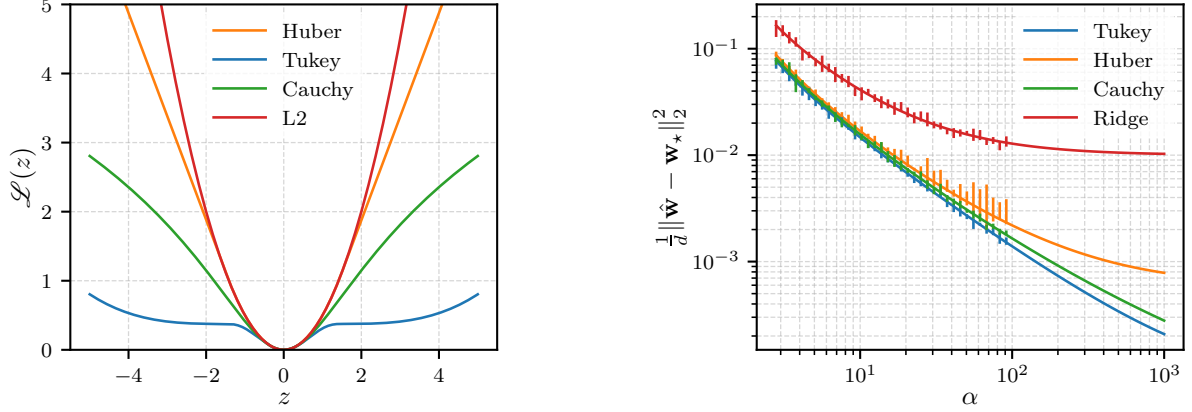 5
4
3
2
1
0
ℒ(z)
−4
−2
0
2
4
z
Huber
Tukey
Cauchy
L2
10⁻¹
10⁻²
10⁻³
1/d ||ŵ − w⋆||₂²
10¹
10²
10³
α
Tukey
Huber
Cauchy
Ridge